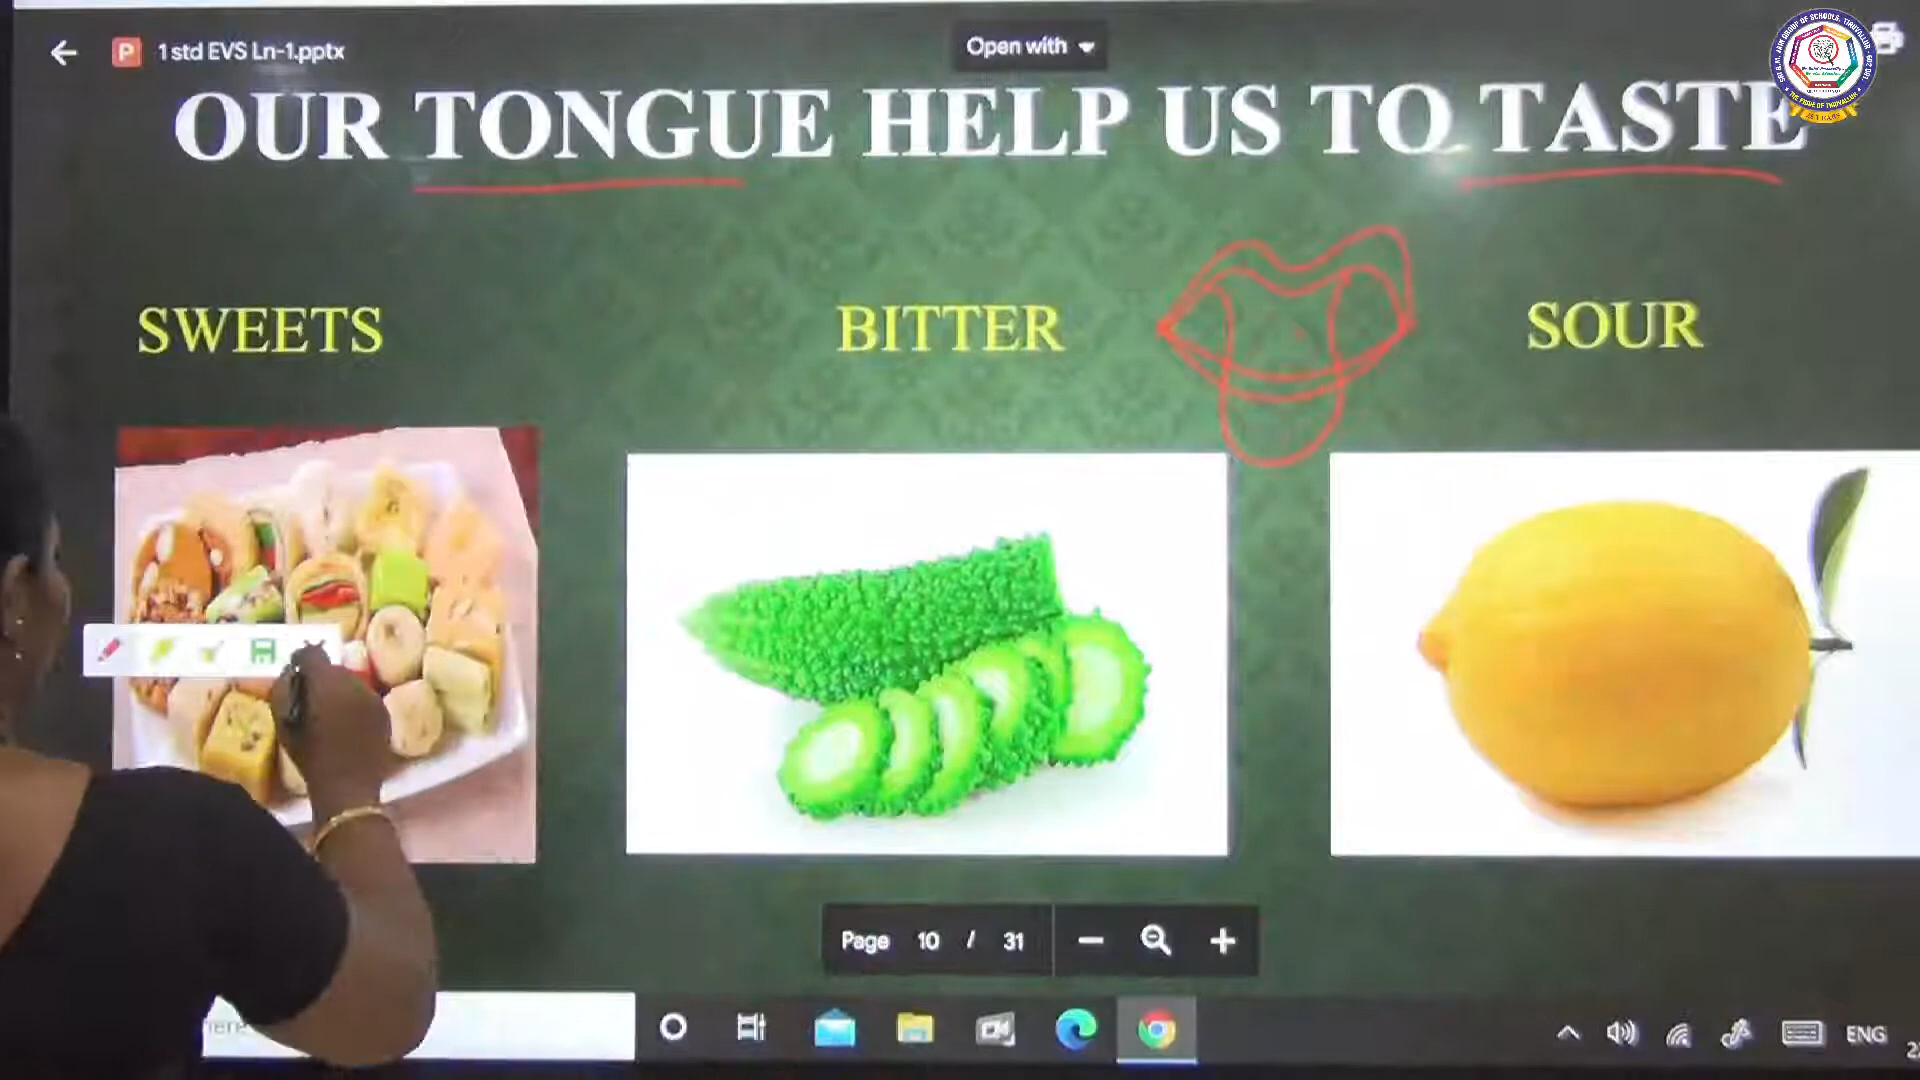 1 std EVS Ln-1.pptx
Open with
OUR TONGUE HELP US TO TASTE
SWEETS
BITTER
SOUR
Page 10 / 31
here
ENG